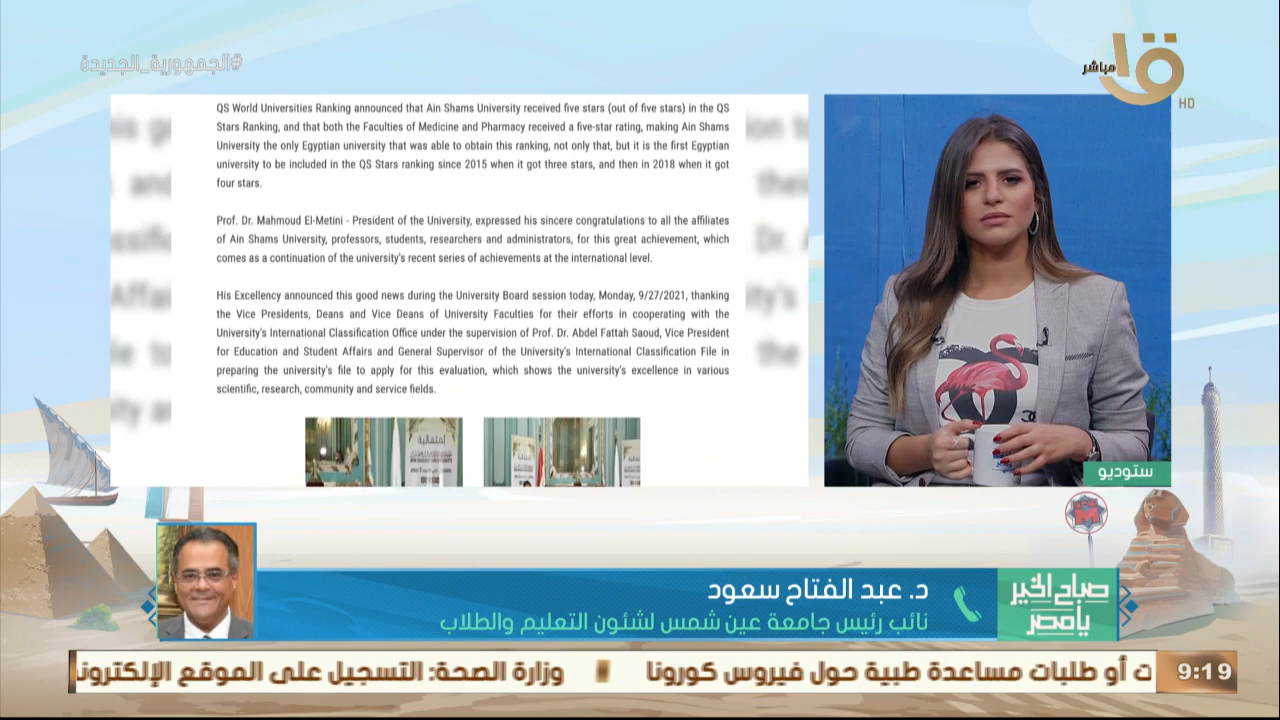 #الجمهورية_الجديدة
مباشر
HD
QS World Universities Ranking announced that Ain Shams University received five stars (out of five stars) in the QS
Stars Ranking, and that both the Faculties of Medicine and Pharmacy received a five-star rating, making Ain Shams
University the only Egyptian university that was able to obtain this ranking, not only that, but it is the first Egyptian
university to be included in the QS Stars ranking since 2015 when it got three stars, and then in 2018 when it got
four stars.
Prof. Dr. Mahmoud El-Metini - President of the University, expressed his sincere congratulations to all the affiliates
of Ain Shams University, professors, students, researchers and administrators, for this great achievement, which
comes as a continuation of the university's recent series of achievements at the international level.
His Excellency announced this good news during the University Board session today, Monday, 9/27/2021, thanking
the Vice Presidents, Deans and Vice Deans of University Faculties for their efforts in cooperating with the
University's International Classification Office under the supervision of Prof. Dr. Abdel Fattah Saoud, Vice President
for Education and Student Affairs and General Supervisor of the University's International Classification File in
preparing the university's file to apply for this evaluation, which shows the university's excellence in various
scientific, research, community and service fields.
ستوديو
صباح الخير
يا مصر
د. عبد الفتاح سعود
نائب رئيس جامعة عين شمس لشئون التعليم والطلاب
9:19
ت أو طلبات مساعدة طبية حول فيروس كورونا
وزارة الصحة: التسجيل على الموقع الإلكترون